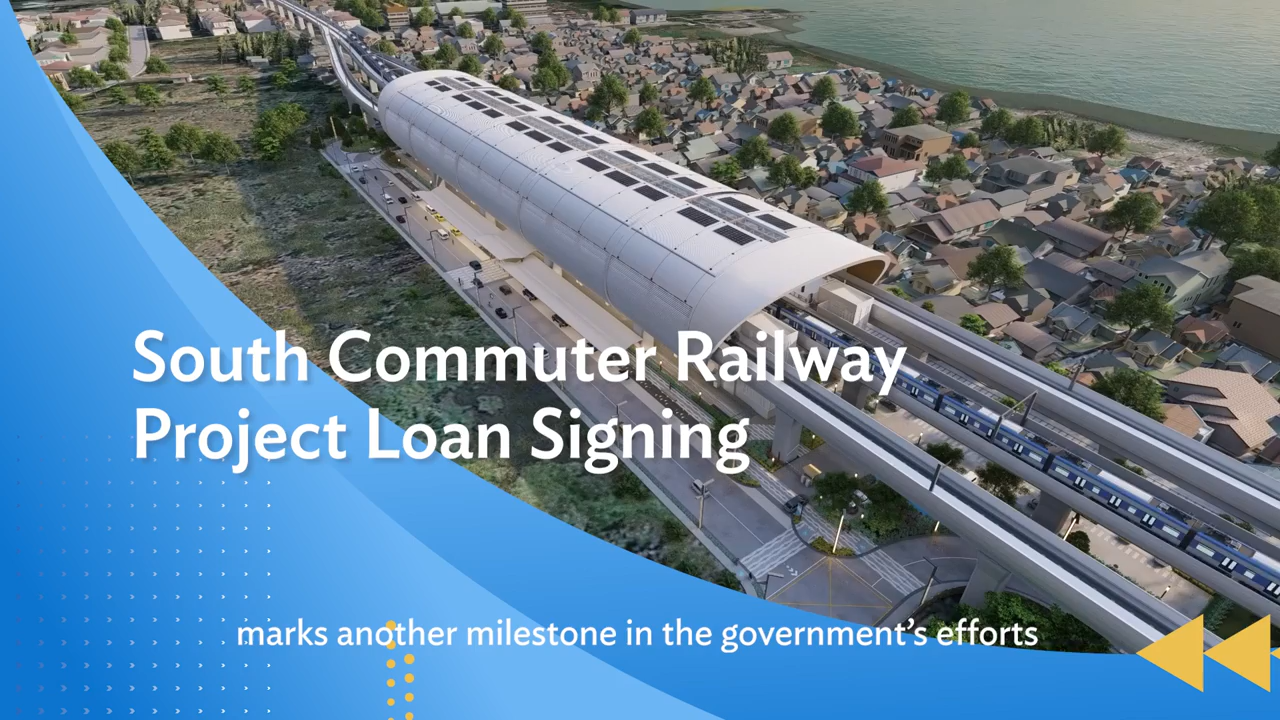 South Commuter Railway
Project Loan Signing
marks another milestone in the government's efforts